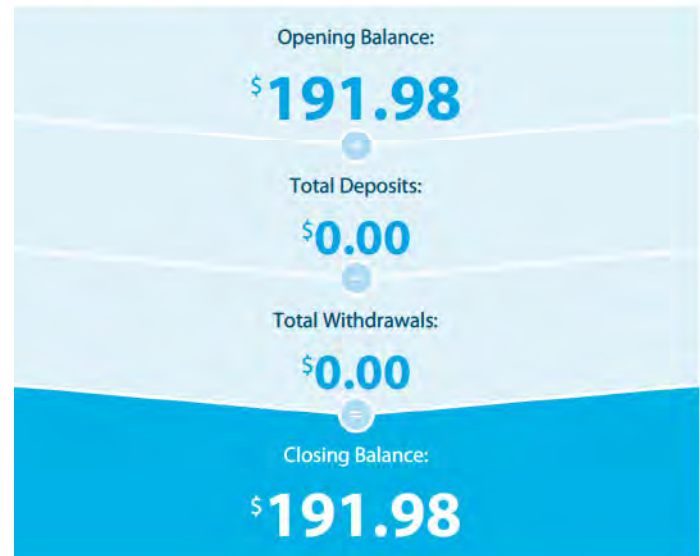 Opening Balance:
$191.98
+
Total Deposits:
$0.00
-
Total Withdrawals:
$0.00
=
Closing Balance:
$191.98